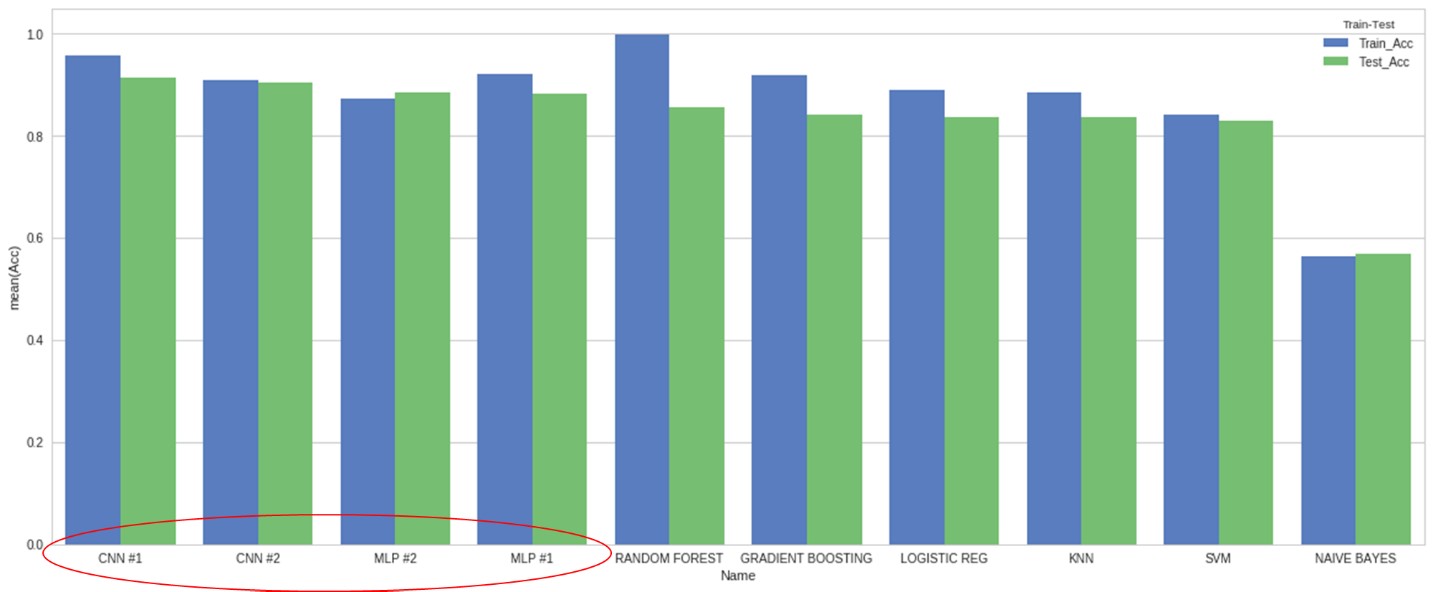 Train-Test
Train_Acc
Test_Acc
mean(Acc)
1.0
0.8
0.6
0.4
0.2
0.0
CNN #1 CNN #2 MLP #2 MLP #1 RANDOM FOREST GRADIENT BOOSTING LOGISTIC REG KNN SVM NAIVE BAYES
Name